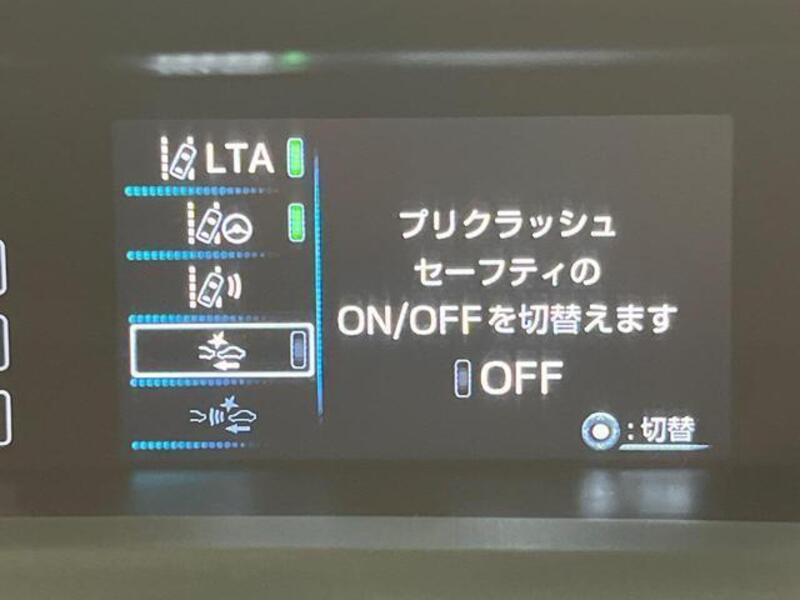 LTA
プリクラッシュ
セーフティの
ON/OFFを切替えます
OFF
:切替